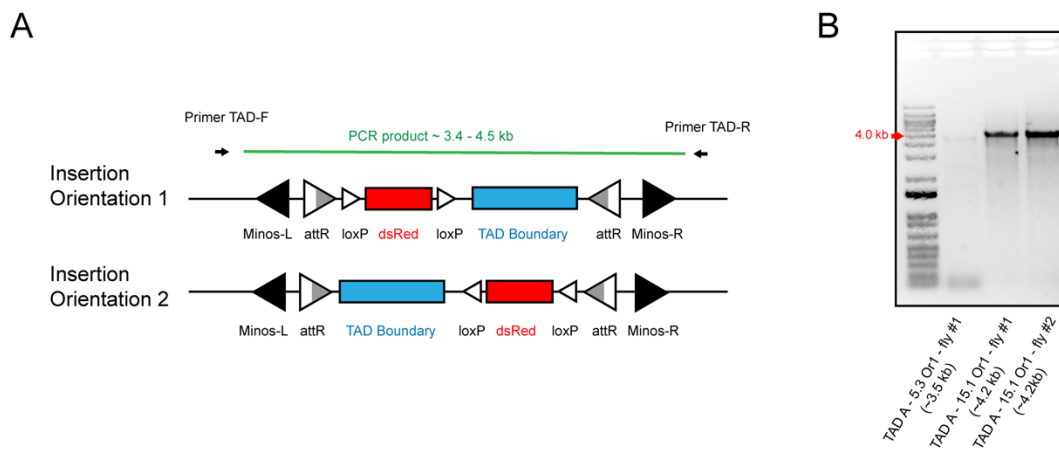 A
B
Primer TAD-F
Primer TAD-R
PCR product ~ 3.4 - 4.5 kb
Insertion
Orientation 1
Minos-L attR loxP dsRed loxP TAD Boundary attR Minos-R
Insertion
Orientation 2
Minos-L attR TAD Boundary loxP dsRed loxP attR Minos-R
4.0 kb
TAD A - 5.3 Or1 - fly #1
(~3.5 kb)
TAD A - 15.1 Or1 - fly #1
(~4.2 kb)
TAD A - 15.1 Or1 - fly #2
(~4.2kb)